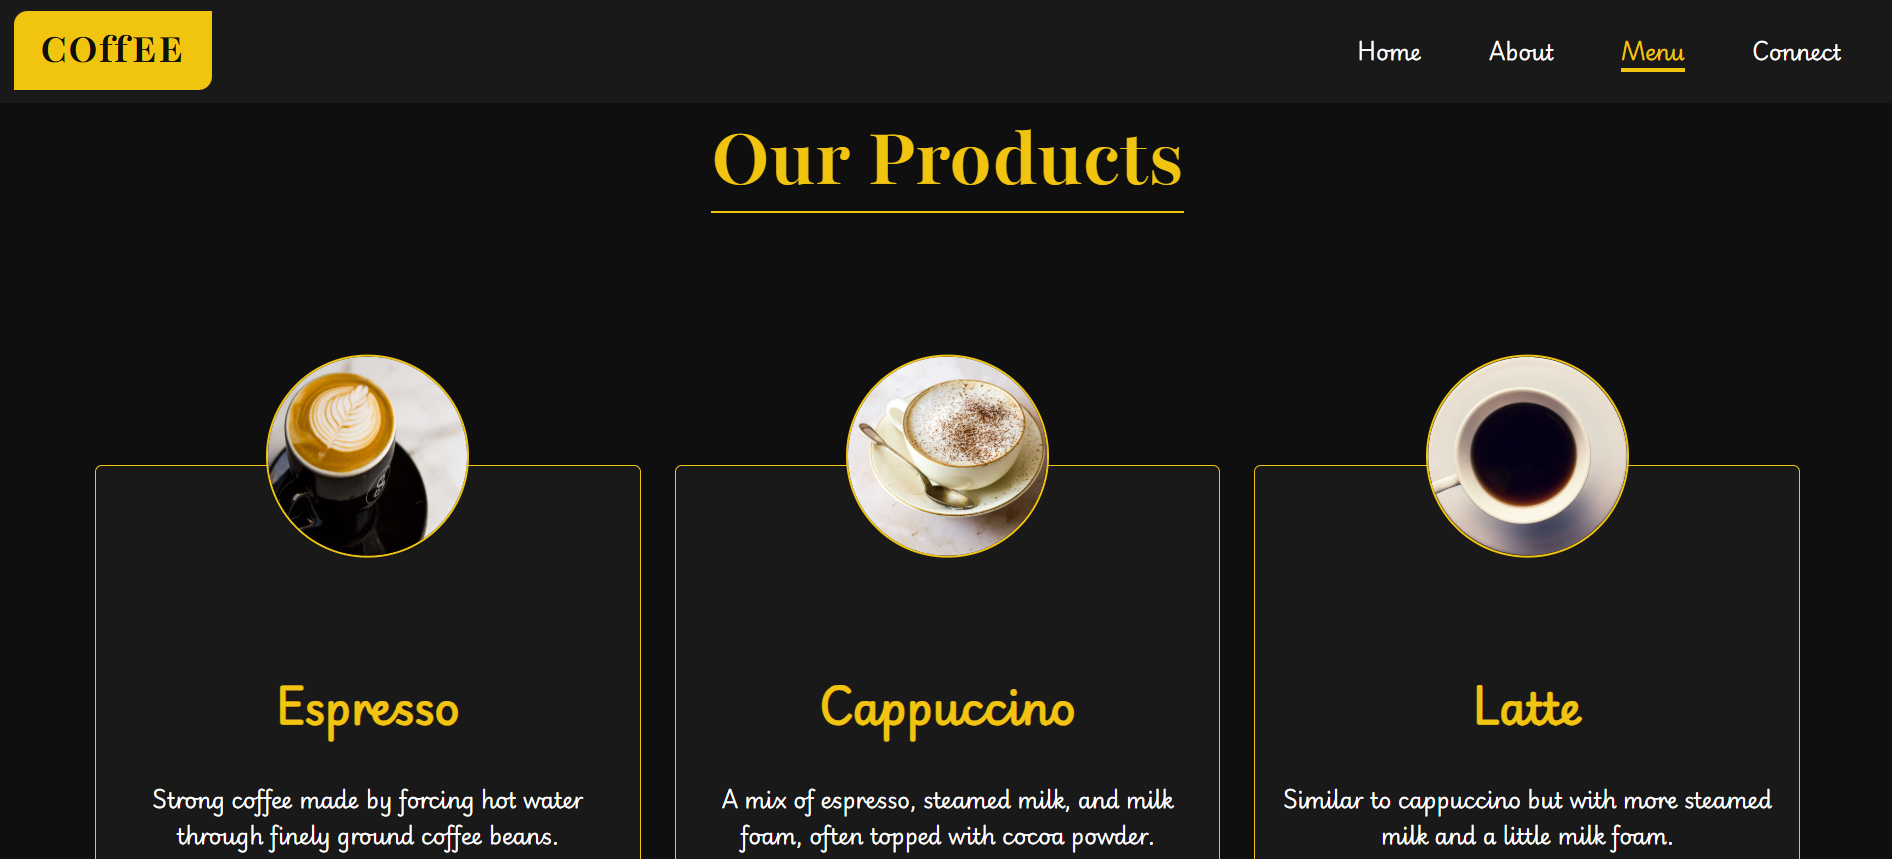 COffEE
Home About Menu Connect
Our Products
Espresso
Strong coffee made by forcing hot water
through finely ground coffee beans.
Cappuccino
A mix of espresso, steamed milk, and milk
foam, often topped with cocoa powder.
Latte
Similar to cappuccino but with more steamed
milk and a little milk foam.